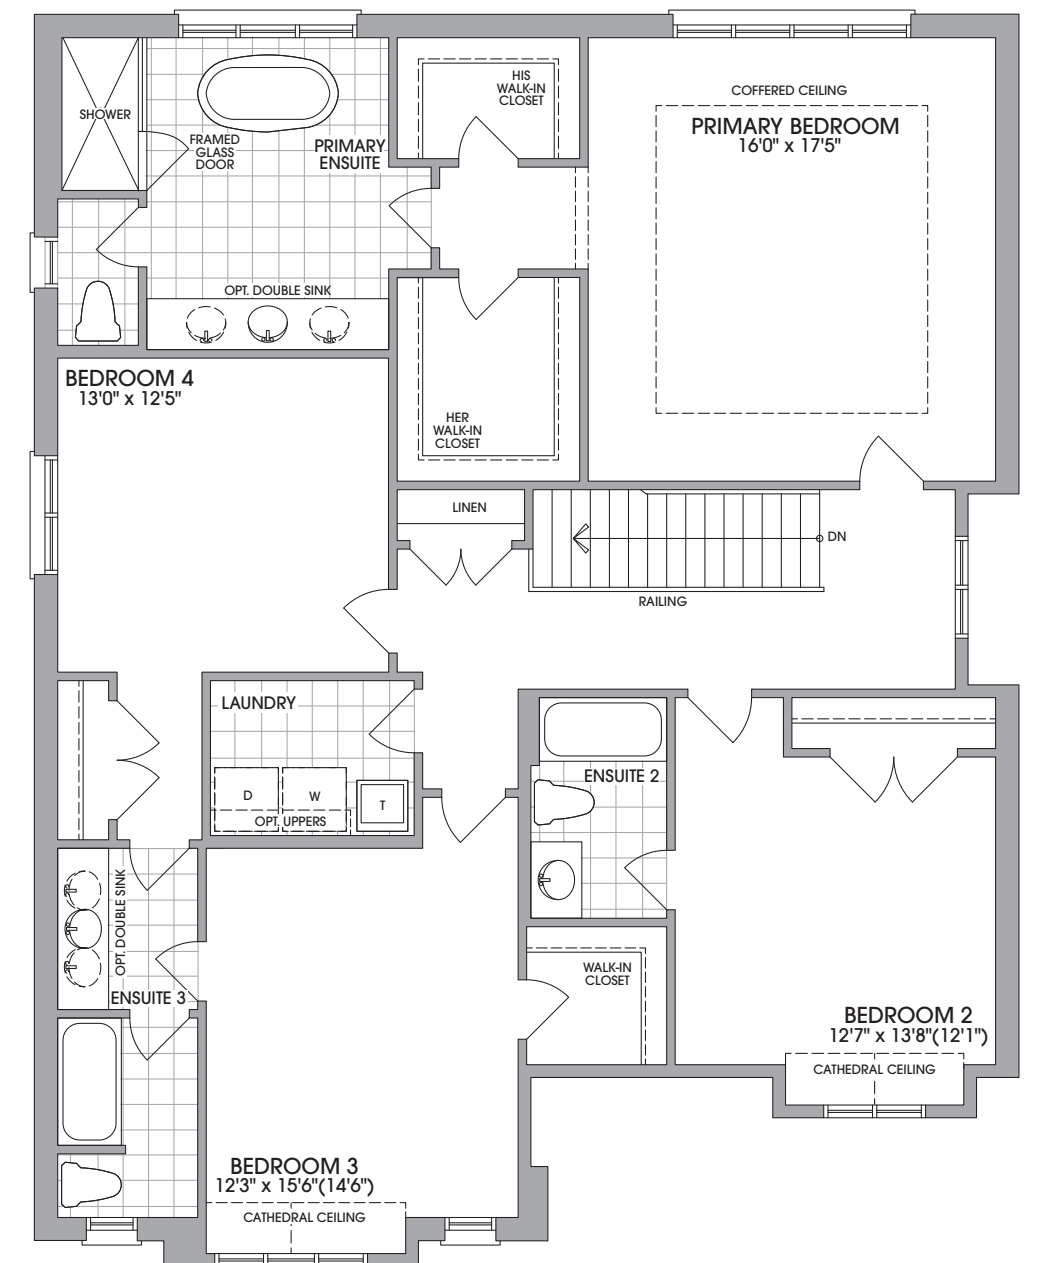 SHOWER
FRAMED
GLASS
DOOR
PRIMARY
ENSUITE
HIS
WALK-IN
CLOSET
COFFERED CEILING
PRIMARY BEDROOM
16'0" x 17'5"
OPT. DOUBLE SINK
BEDROOM 4
13'0" x 12'5"
HER
WALK-IN
CLOSET
LINEN
DN
RAILING
LAUNDRY
D
W
T
OPT. UPPERS
ENSUITE 2
OPT. DOUBLE SINK
ENSUITE 3
WALK-IN
CLOSET
BEDROOM 2
12'7" x 13'8"(12'1")
CATHEDRAL CEILING
BEDROOM 3
12'3" x 15'6"(14'6")
CATHEDRAL CEILING